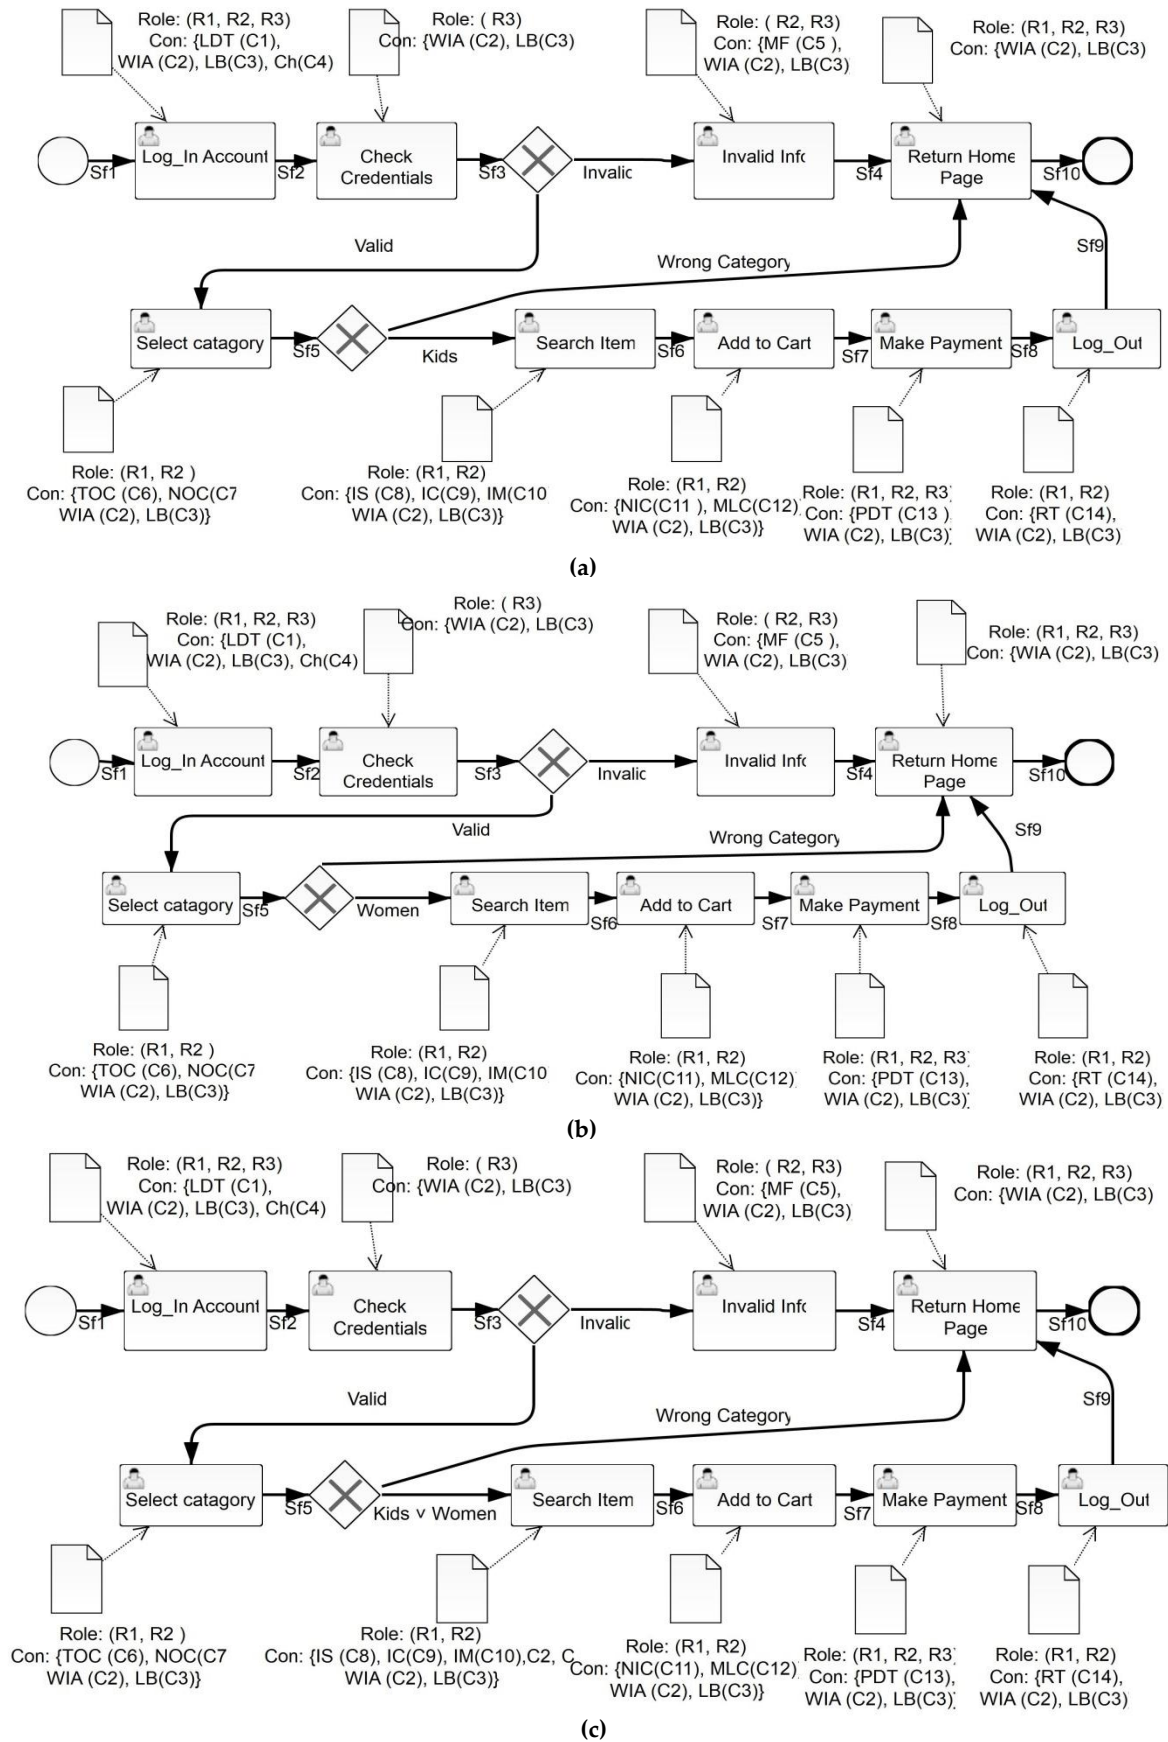 Role: (R1, R2, R3)
Con: {LDT (C1),
WIA (C2), LB(C3), Ch(C4)
Role: ( R3)
Con: {WIA (C2), LB(C3)
Role: ( R2, R3)
Con: {MF (C5 ),
WIA (C2), LB(C3)
Role: (R1, R2, R3)
Con: {WIA (C2), LB(C3)
Sf1
Log_In Account
Sf2
Check
Credentials
Sf3
Invalic
Invalid Info
Sf4
Return Home
Page
Sf10
Valid
Wrong Category
Sf9
Select catagory
Sf5
Kids
Search Item
Sf6
Add to Cart
Sf7
Make Payment
Sf8
Log_Out
Role: (R1, R2 )
Con: {TOC (C6), NOC(C7
WIA (C2), LB(C3)}
Role: (R1, R2)
Con: {IS (C8), IC(C9), IM(C10
WIA (C2), LB(C3)}
Role: (R1, R2)
Con: {NIC(C11 ), MLC(C12)
WIA (C2), LB(C3)}
Role: (R1, R2, R3)
Con: {PDT (C13 )
WIA (C2), LB(C3)
Role: (R1, R2)
Con: {RT (C14),
WIA (C2), LB(C3)
(a)
Role: (R1, R2, R3)
Con: {LDT (C1),
WIA (C2), LB(C3), Ch(C4)
Role: ( R3)
Con: {WIA (C2), LB(C3)
Role: ( R2, R3)
Con: {MF (C5 ),
WIA (C2), LB(C3)
Role: (R1, R2, R3)
Con: {WIA (C2), LB(C3)
Sf1
Log_In Account
Sf2
Check
Credentials
Sf3
Invalic
Invalid Info
Sf4
Return Home
Page
Sf10
Valid
Wrong Category
Sf9
Select catagory
Sf5
Women
Search Item
Sf6
Add to Cart
Sf7
Make Payment
Sf8
Log_Out
Role: (R1, R2 )
Con: {TOC (C6), NOC(C7
WIA (C2), LB(C3)}
Role: (R1, R2)
Con: {IS (C8), IC(C9), IM(C10
WIA (C2), LB(C3)}
Role: (R1, R2)
Con: {NIC(C11), MLC(C12)
WIA (C2), LB(C3)}
Role: (R1, R2, R3)
Con: {PDT (C13),
WIA (C2), LB(C3)
Role: (R1, R2)
Con: {RT (C14),
WIA (C2), LB(C3)
(b)
Role: (R1, R2, R3)
Con: {LDT (C1),
WIA (C2), LB(C3), Ch(C4)
Role: ( R3)
Con: {WIA (C2), LB(C3)
Role: ( R2, R3)
Con: {MF (C5),
WIA (C2), LB(C3)
Role: (R1, R2, R3)
Con: {WIA (C2), LB(C3)
Sf1
Log_In Account
Sf2
Check
Credentials
Sf3
Invalic
Invalid Info
Sf4
Return Home
Page
Sf10
Valid
Wrong Category
Sf9
Select catagory
Sf5
Kids v Women
Search Item
Sf6
Add to Cart
Sf7
Make Payment
Sf8
Log_Out
Role: (R1, R2 )
Con: {TOC (C6), NOC(C7
WIA (C2), LB(C3)}
Role: (R1, R2)
Con: {IS (C8), IC(C9), IM(C10),C2, C
WIA (C2), LB(C3)}
Role: (R1, R2)
Con: {NIC(C11), MLC(C12)
WIA (C2), LB(C3)}
Role: (R1, R2, R3)
Con: {PDT (C13),
WIA (C2), LB(C3)
Role: (R1, R2)
Con: {RT (C14),
WIA (C2), LB(C3)
(c)